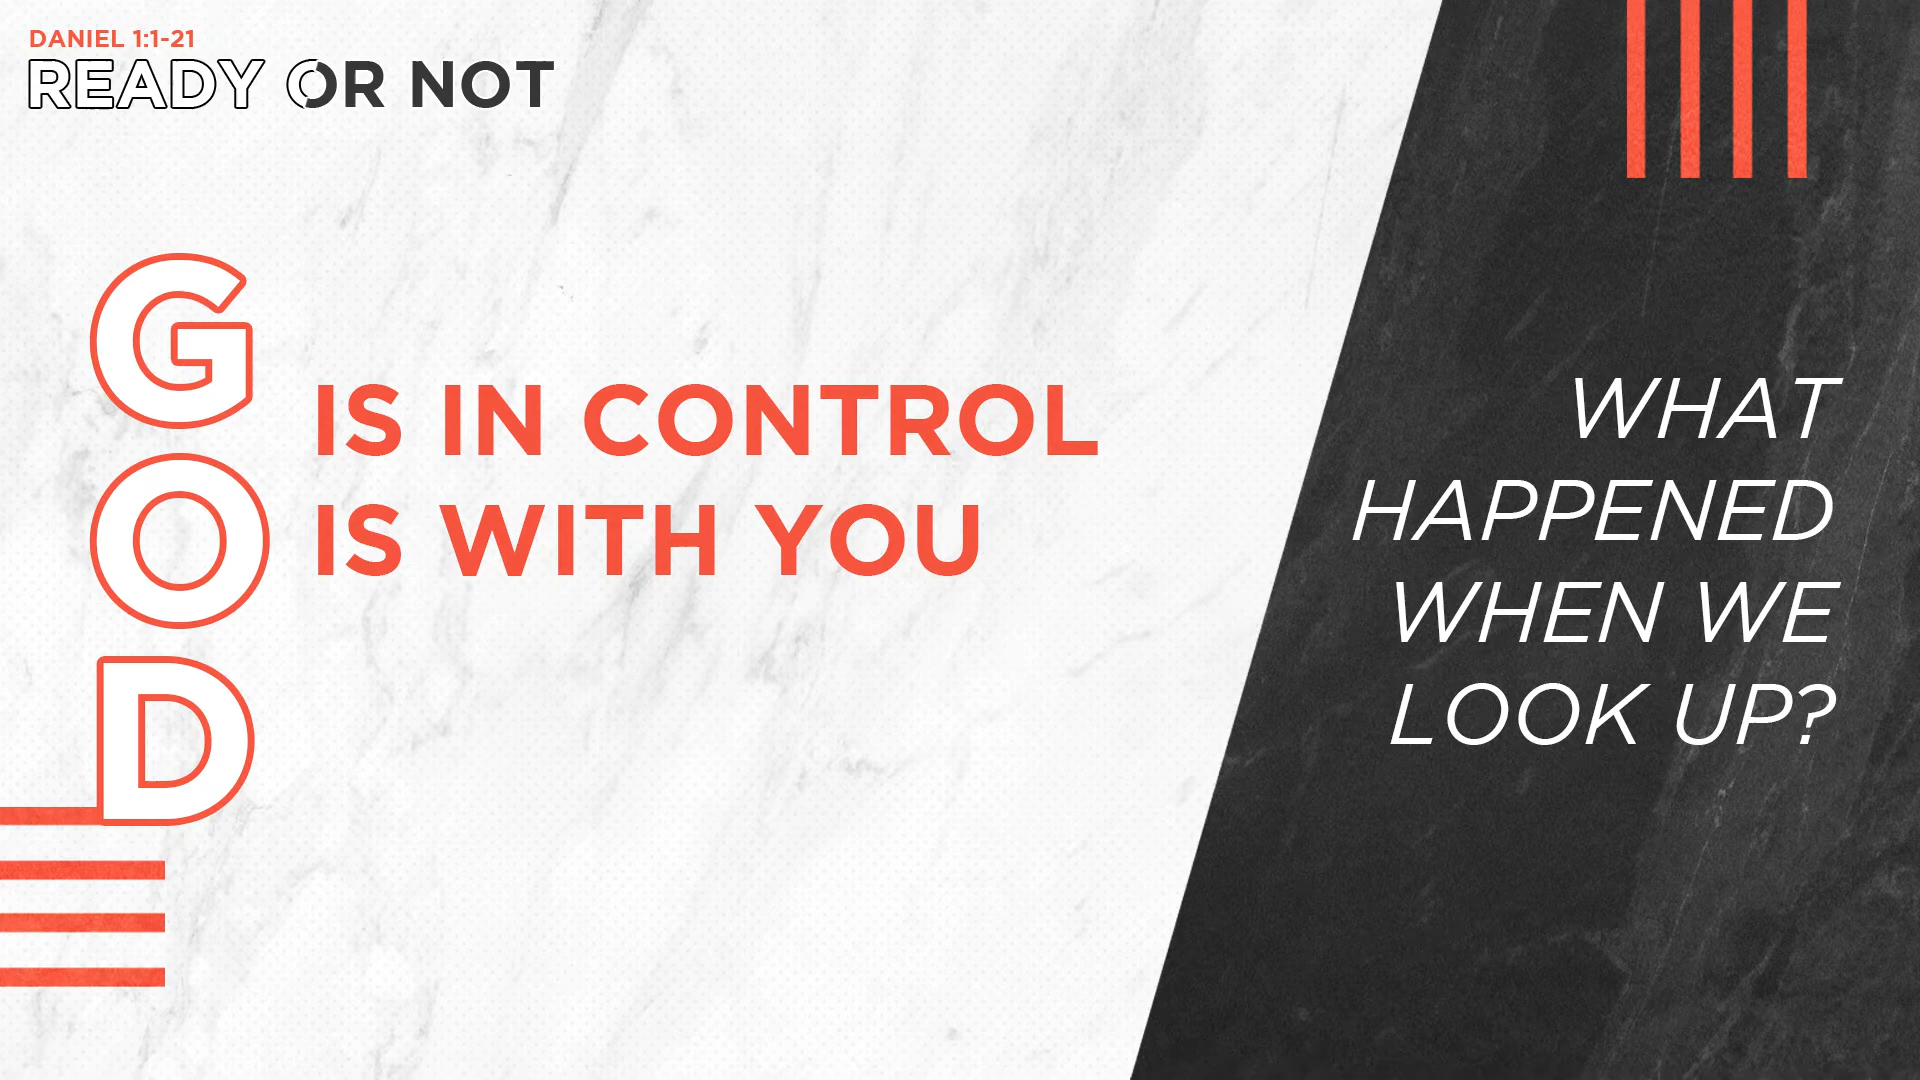 DANIEL 1:1-21
READY OR NOT
GOD
IS IN CONTROL
IS WITH YOU
WHAT
HAPPENED
WHEN WE
LOOK UP?